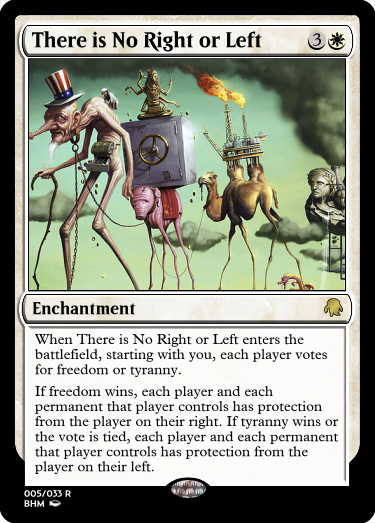 There is No Right or Left 3
Enchantment
When There is No Right or Left enters the
battlefield, starting with you, each player votes
for freedom or tyranny.
If freedom wins, each player and each
permanent that player controls has protection
from the player on their right. If tyranny wins or
the vote is tied, each player and each permanent
that player controls has protection from the
player on their left.
005/033 R
BHM